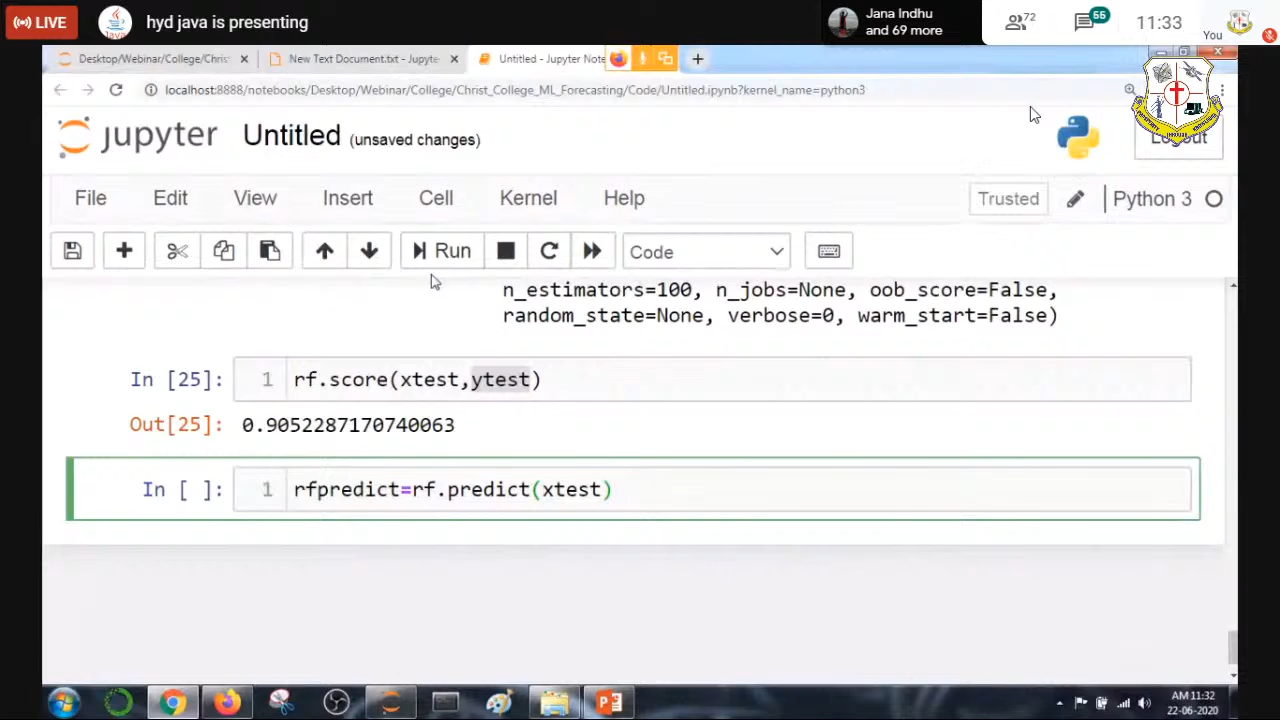 LIVE
hyd java is presenting
Jana Indhu
and 69 more
72
55
11:33
You
Desktop/Webinar/College/Chris
New Text Document.txt - Jupyte
Untitled - Jupyter Note
localhost:8888/notebooks/Desktop/Webinar/College/Christ_College_ML_Forecasting/Code/Untitled.ipynb?kernel_name=python3
jupyter
Untitled
(unsaved changes)
Logout
File
Edit
View
Insert
Cell
Kernel
Help
Trusted
Python 3
Run
Code
n_estimators=100, n_jobs=None, oob_score=False,
random_state=None, verbose=0, warm_start=False)
In [25]:
1
rf.score(xtest,ytest)
Out[25]:
0.9052287170740063
In [ ]:
1
rfpredict=rf.predict(xtest)
AM 11:32
22-06-2020